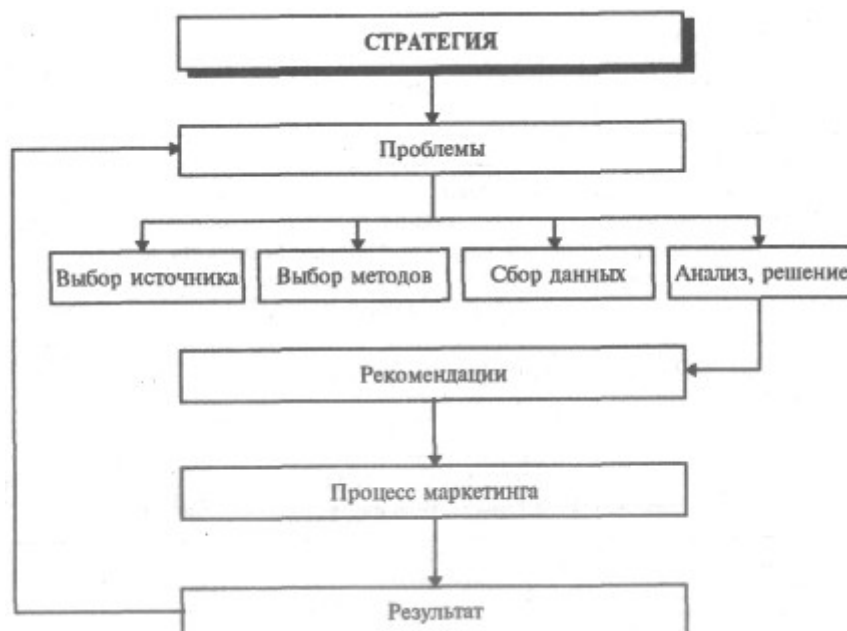 СТРАТЕГИЯ
Проблемы
Выбор источника
Выбор методов
Сбор данных
Анализ, решение
Рекомендации
Процесс маркетинга
Результат